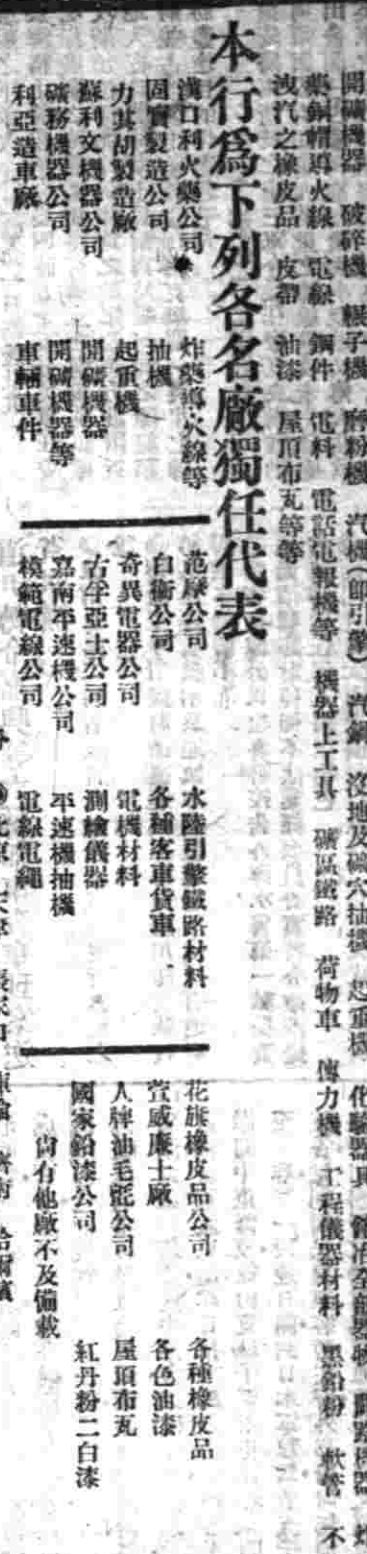 開礦機器　破碎機　輥子機　磨粉機　汽機(卽引擎)　汽鍋　沒地及礦穴抽機　起重機　化驗器具
藥銅帽導火線　電線　鋼件　電料　電話電報機等　機器上工具　礦區鐵路　荷物車　傳力機　工程儀器材料　黑鉛粉　軟管　不
洩汽之橡皮品　皮帶　油漆　屋頂布瓦等等
本行爲下列各名廠獨任代表
漢口利火藥公司　炸藥導火線等
固實製造公司　抽機
力其胡製造廠　起重機
蘇利文機器公司　開礦機器
礦務機器公司　開礦機器等
利亞造車廠　車輛車件
范摩公司　水陸引擎鐵路材料
白衞公司　各種客車貨車
奇異電器公司　電機材料
古孚亞土公司　測繪儀器
嘉南平速機公司　平速機抽機
模範電線公司　電線電繩
花旗橡皮品公司　各種橡皮品
萱威廉士廠　各色油漆
人牌油毛氈公司　屋頂布瓦
國家鉛漆公司　紅丹粉二白漆
尙有他廠不及備載